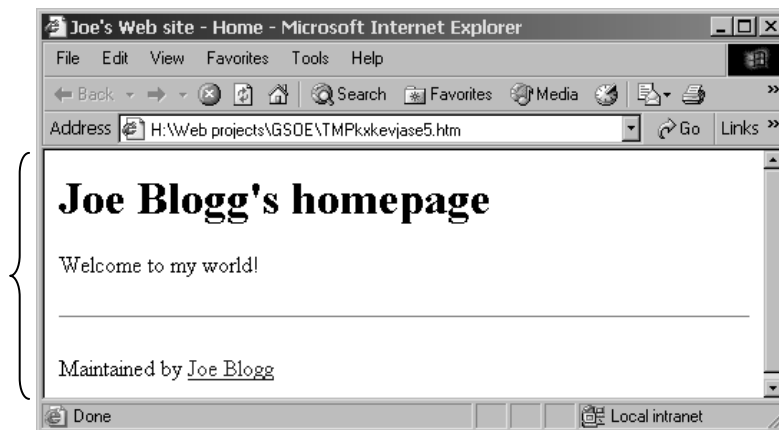 Joe's Web site - Home - Microsoft Internet Explorer
File Edit View Favorites Tools Help
Back Search Favorites Media »
Address H:\Web projects\GSOE\TMPkxkevjase5.htm Go Links »
Joe Blogg's homepage
Welcome to my world!
Maintained by Joe Blogg
Done Local intranet